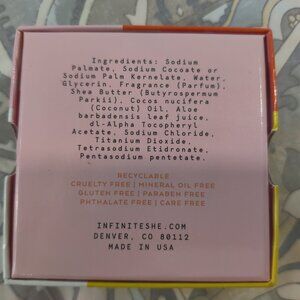 Ingredients: Sodium
Palmate, Sodium Cocoate or
Sodium Palm Kernelate, Water,
Glycerin, Fragrance (Parfum),
Shea Butter (Butyrospermum
Parkii), Cocos nucifera
(Coconut) Oil, Aloe
barbadensis leaf juice,
dl-Alpha Tocopheryl
Acetate, Sodium Chloride,
Titanium Dioxide,
Tetrasodium Etidronate,
Pentasodium pentetate.
RECYCLABLE
CRUELTY FREE | MINERAL OIL FREE
GLUTEN FREE | PARABEN FREE
PHTHALATE FREE | CARE FREE
INFINITESHE.COM
DENVER, CO 80112
MADE IN USA